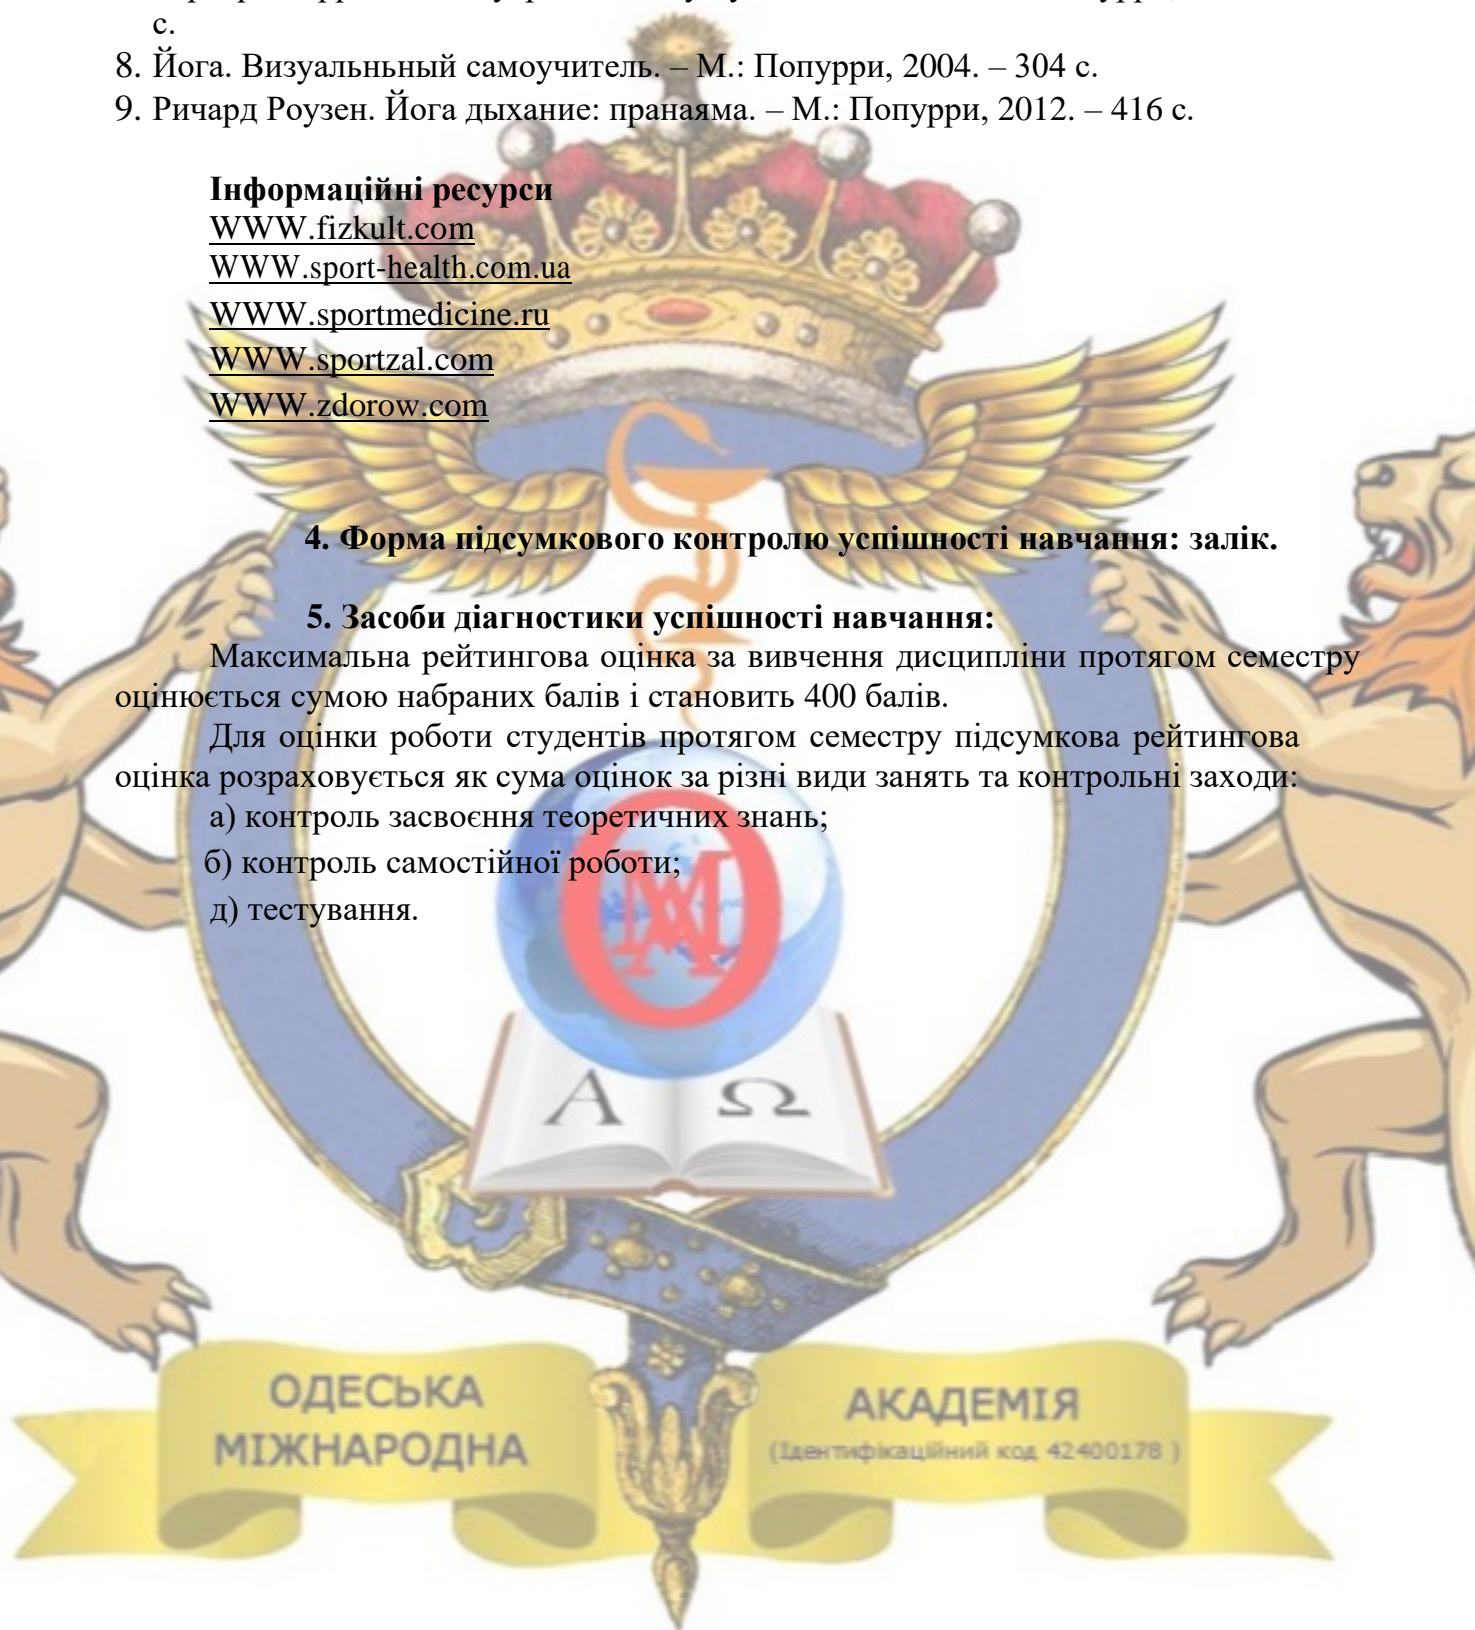 с.
8. Йога. Визуальньный самоучитель. – М.: Попурри, 2004. – 304 с.
9. Ричард Роузен. Йога дыхание: пранаяма. – М.: Попурри, 2012. – 416 с.
Інформаційні ресурси
WWW.fizkult.com
WWW.sport-health.com.ua
WWW.sportmedicine.ru
WWW.sportzal.com
WWW.zdorow.com
4. Форма підсумкового контролю успішності навчання: залік.
5. Засоби діагностики успішності навчання:
Максимальна рейтингова оцінка за вивчення дисципліни протягом семестру
оцінюється сумою набраних балів і становить 400 балів.
Для оцінки роботи студентів протягом семестру підсумкова рейтингова
оцінка розраховується як сума оцінок за різні види занять та контрольні заходи:
а) контроль засвоєння теоретичних знань;
б) контроль самостійної роботи;
д) тестування.
Α Ω
ОДЕСЬКА
МІЖНАРОДНА
АКАДЕМІЯ
(Ідентифікаційний код 42400178 )